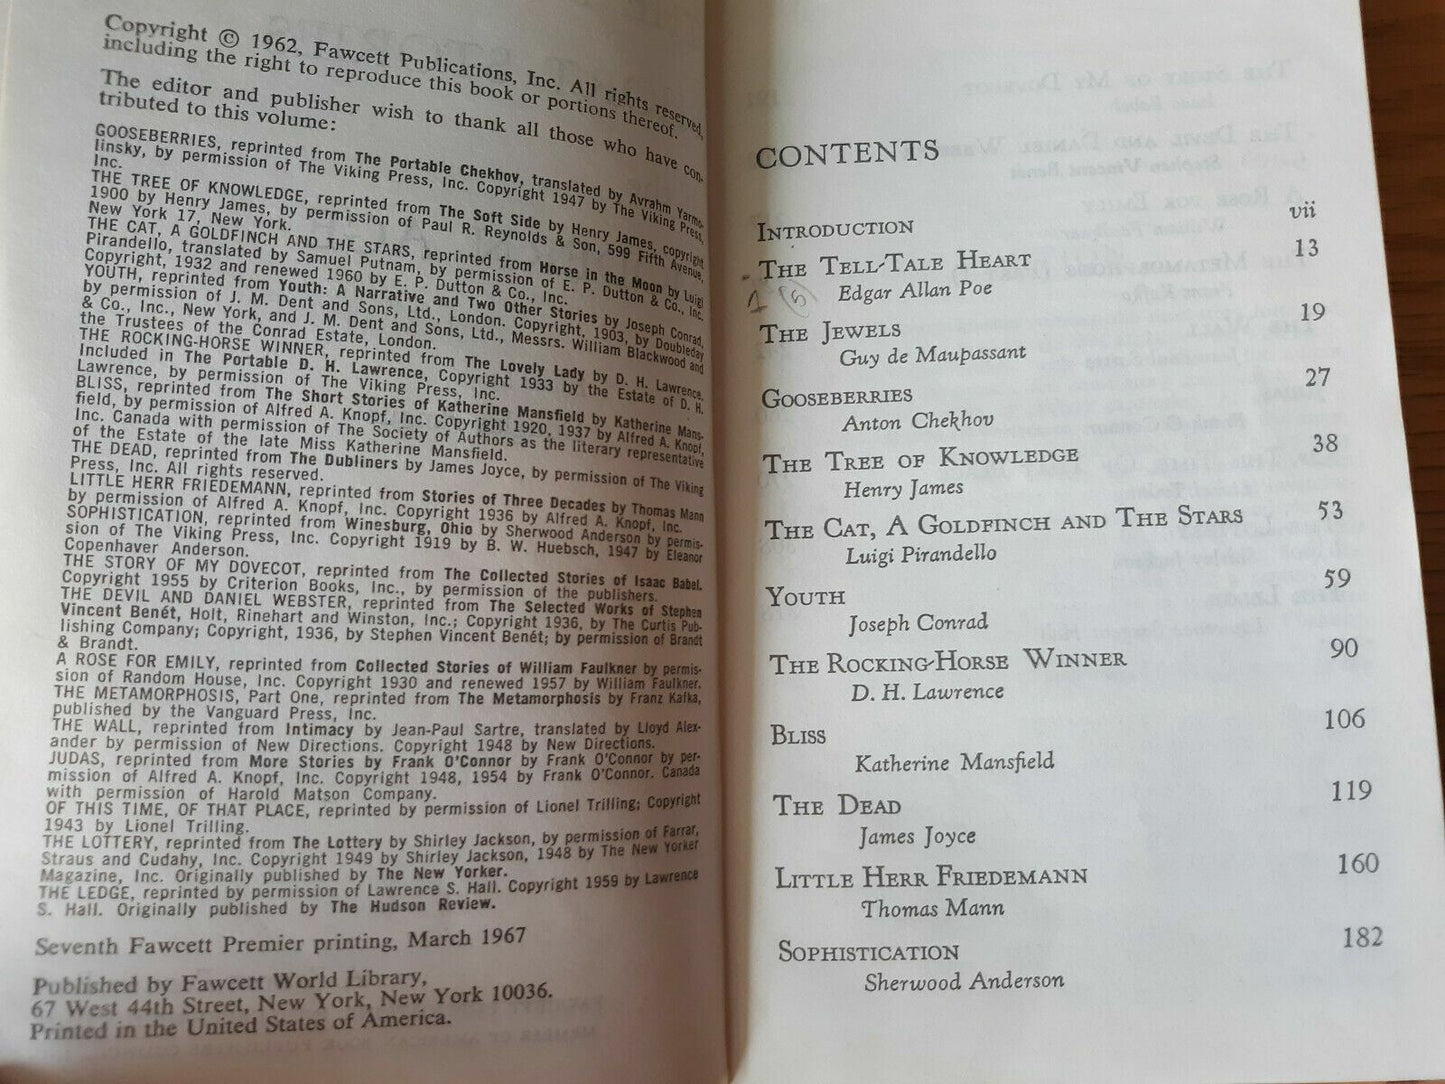 Copyright © 1962, Fawcett Publications, Inc. All rights reserved,
including the right to reproduce this book or portions thereof.
The editor and publisher wish to thank all those who have con-
tributed to this volume:
GOOSEBERRIES, reprinted from The Portable Chekhov, translated by Avrahm Yarmo-
linsky, by permission of The Viking Press, Inc. Copyright 1947 by The Viking Press,
Inc.
THE TREE OF KNOWLEDGE, reprinted from The Soft Side by Henry James, copyright
1900 by Henry James, by permission of Paul R. Reynolds & Son, 599 Fifth Avenue,
New York 17, New York.
THE CAT, A GOLDFINCH AND THE STARS, reprinted from Horse in the Moon by Luigi
Pirandello, translated by Samuel Putnam, by permission of E. P. Dutton & Co., Inc.
Copyright, 1932 and renewed 1960 by E. P. Dutton & Co., Inc.
YOUTH, reprinted from Youth: A Narrative and Two Other Stories by Joseph Conrad,
by permission of J. M. Dent and Sons, Ltd., London. Copyright, 1903, by Doubleday
& Co., Inc., New York, and J. M. Dent and Sons, Ltd., Messrs. William Blackwood and
the Trustees of the Conrad Estate, London.
THE ROCKING-HORSE WINNER, reprinted from The Lovely Lady by D. H. Lawrence.
Included in The Portable D. H. Lawrence, Copyright 1933 by the Estate of D. H.
Lawrence, by permission of The Viking Press, Inc.
BLISS, reprinted from The Short Stories of Katherine Mansfield by Katherine Mans-
field, by permission of Alfred A. Knopf, Inc. Copyright 1920, 1937 by Alfred A. Knopf,
Inc. Canada with permission of The Society of Authors as the literary representative
of the Estate of the late Miss Katherine Mansfield.
THE DEAD, reprinted from The Dubliners by James Joyce, by permission of The Viking
Press, Inc. All rights reserved.
LITTLE HERR FRIEDEMANN, reprinted from Stories of Three Decades by Thomas Mann
by permission of Alfred A. Knopf, Inc. Copyright 1936 by Alfred A. Knopf, Inc.
SOPHISTICATION, reprinted from Winesburg, Ohio by Sherwood Anderson by permis-
sion of The Viking Press, Inc. Copyright 1919 by B. W. Huebsch, 1947 by Eleanor
Copenhaver Anderson.
THE STORY OF MY DOVECOT, reprinted from The Collected Stories of Isaac Babel.
Copyright 1955 by Criterion Books, Inc., by permission of the publishers.
THE DEVIL AND DANIEL WEBSTER, reprinted from The Selected Works of Stephen
Vincent Benét, Holt, Rinehart and Winston, Inc.; Copyright 1936, by The Curtis Pub-
lishing Company; Copyright, 1936, by Stephen Vincent Benét; by permission of Brandt
& Brandt.
A ROSE FOR EMILY, reprinted from Collected Stories of William Faulkner by permis-
sion of Random House, Inc. Copyright 1930 and renewed 1957 by William Faulkner.
THE METAMORPHOSIS, Part One, reprinted from The Metamorphosis by Franz Kafka,
published by the Vanguard Press, Inc.
THE WALL, reprinted from Intimacy by Jean-Paul Sartre, translated by Lloyd Alex-
ander by permission of New Directions. Copyright 1948 by New Directions.
JUDAS, reprinted from More Stories by Frank O'Connor by Frank O'Connor by per-
mission of Alfred A. Knopf, Inc. Copyright 1948, 1954 by Frank O'Connor. Canada
with permission of Harold Matson Company.
OF THIS TIME, OF THAT PLACE, reprinted by permission of Lionel Trilling; Copyright
1943 by Lionel Trilling.
THE LOTTERY, reprinted from The Lottery by Shirley Jackson, by permission of Farrar,
Straus and Cudahy, Inc. Copyright 1949 by Shirley Jackson, 1948 by The New Yorker
Magazine, Inc. Originally published by The New Yorker.
THE LEDGE, reprinted by permission of Lawrence S. Hall. Copyright 1959 by Lawrence
S. Hall. Originally published by The Hudson Review.
Seventh Fawcett Premier printing, March 1967
Published by Fawcett World Library,
67 West 44th Street, New York, New York 10036.
Printed in the United States of America.
CONTENTS
INTRODUCTION vii
THE TELL-TALE HEART 13
Edgar Allan Poe
THE JEWELS 19
Guy de Maupassant
GOOSEBERRIES 27
Anton Chekhov
THE TREE OF KNOWLEDGE 38
Henry James
THE CAT, A GOLDFINCH AND THE STARS 53
Luigi Pirandello
YOUTH 59
Joseph Conrad
THE ROCKING-HORSE WINNER 90
D. H. Lawrence
BLISS 106
Katherine Mansfield
THE DEAD 119
James Joyce
LITTLE HERR FRIEDEMANN 160
Thomas Mann
SOPHISTICATION 182
Sherwood Anderson